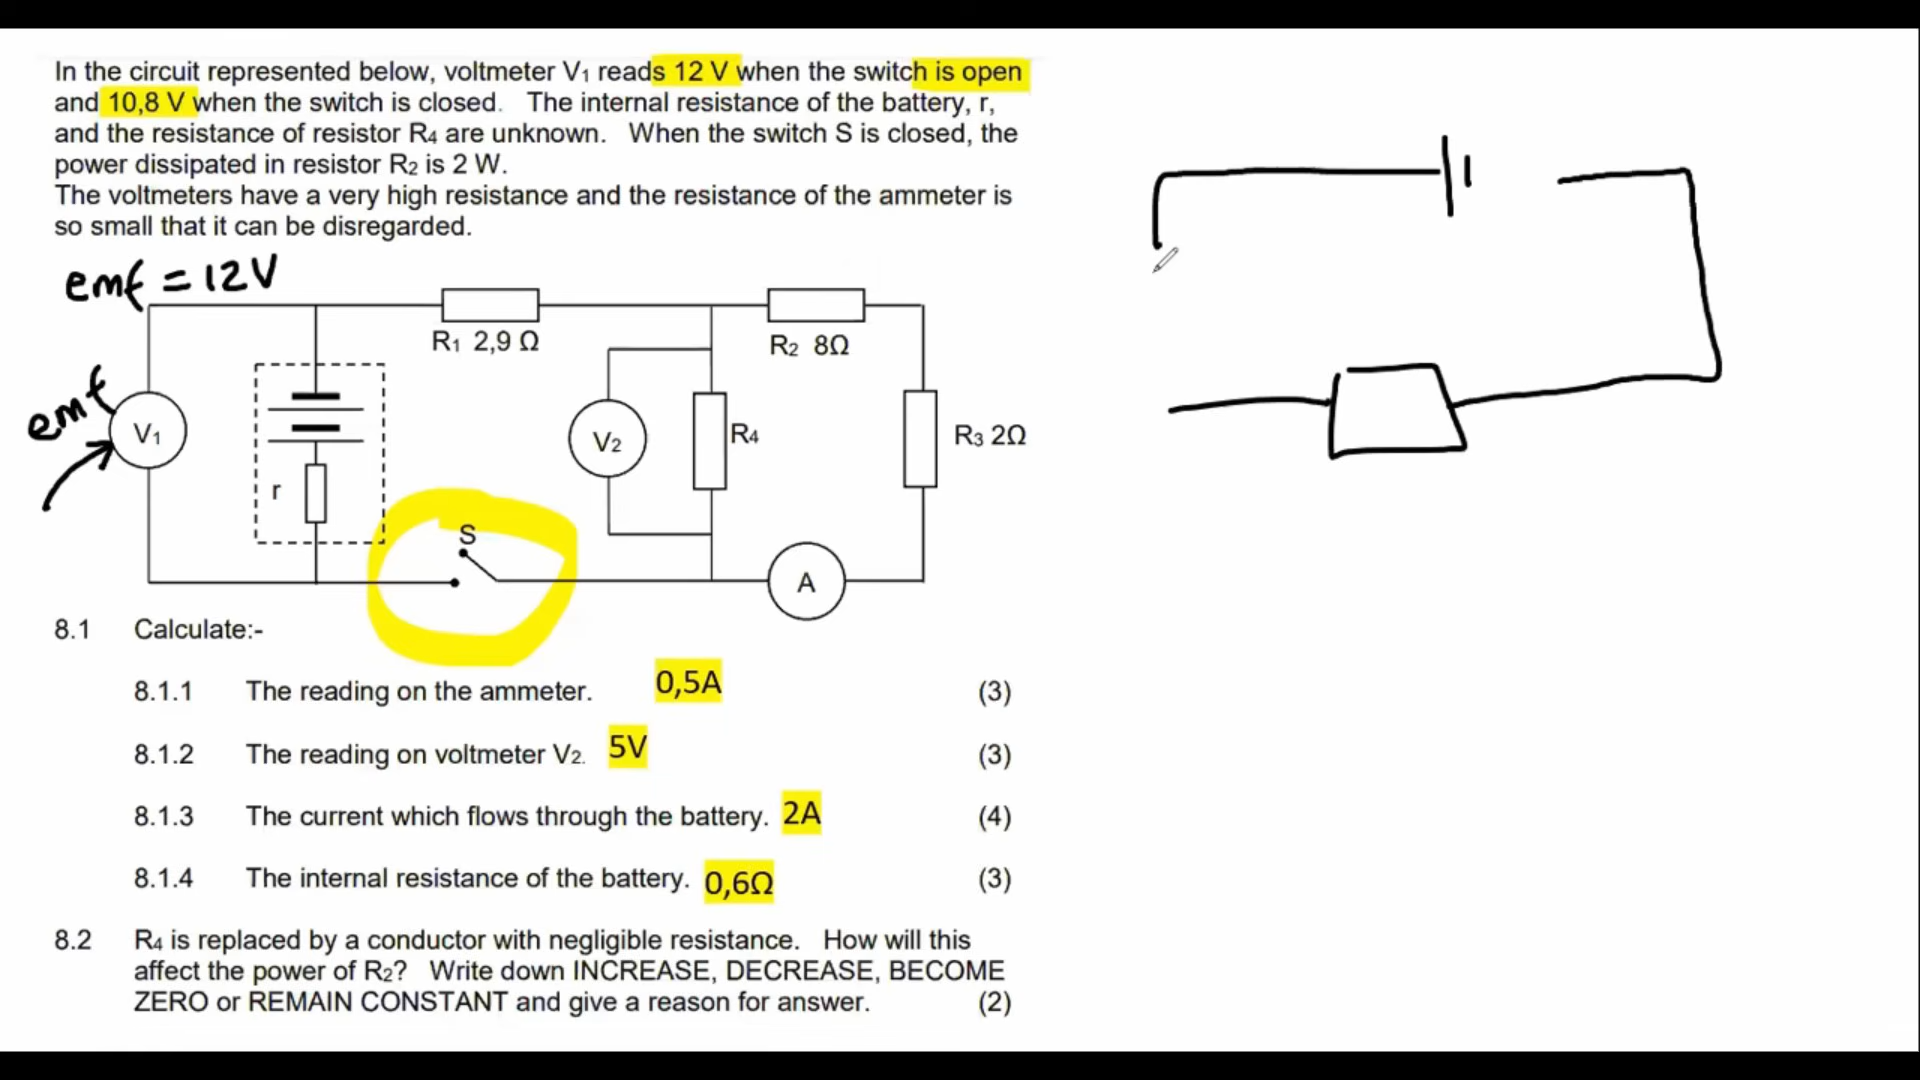 In the circuit represented below, voltmeter V₁ reads 12 V when the switch is open
and 10,8 V when the switch is closed. The internal resistance of the battery, r,
and the resistance of resistor R₄ are unknown. When the switch S is closed, the
power dissipated in resistor R₂ is 2 W.
The voltmeters have a very high resistance and the resistance of the ammeter is
so small that it can be disregarded.
emf = 12V
R₁ 2,9 Ω
R₂ 8Ω
emf
V₁
V₂
R₄
R₃ 2Ω
r
S
A
8.1 Calculate:-
8.1.1 The reading on the ammeter. 0,5A (3)
8.1.2 The reading on voltmeter V₂. 5V (3)
8.1.3 The current which flows through the battery. 2A (4)
8.1.4 The internal resistance of the battery. 0,6Ω (3)
8.2 R₄ is replaced by a conductor with negligible resistance. How will this
affect the power of R₂? Write down INCREASE, DECREASE, BECOME
ZERO or REMAIN CONSTANT and give a reason for answer. (2)